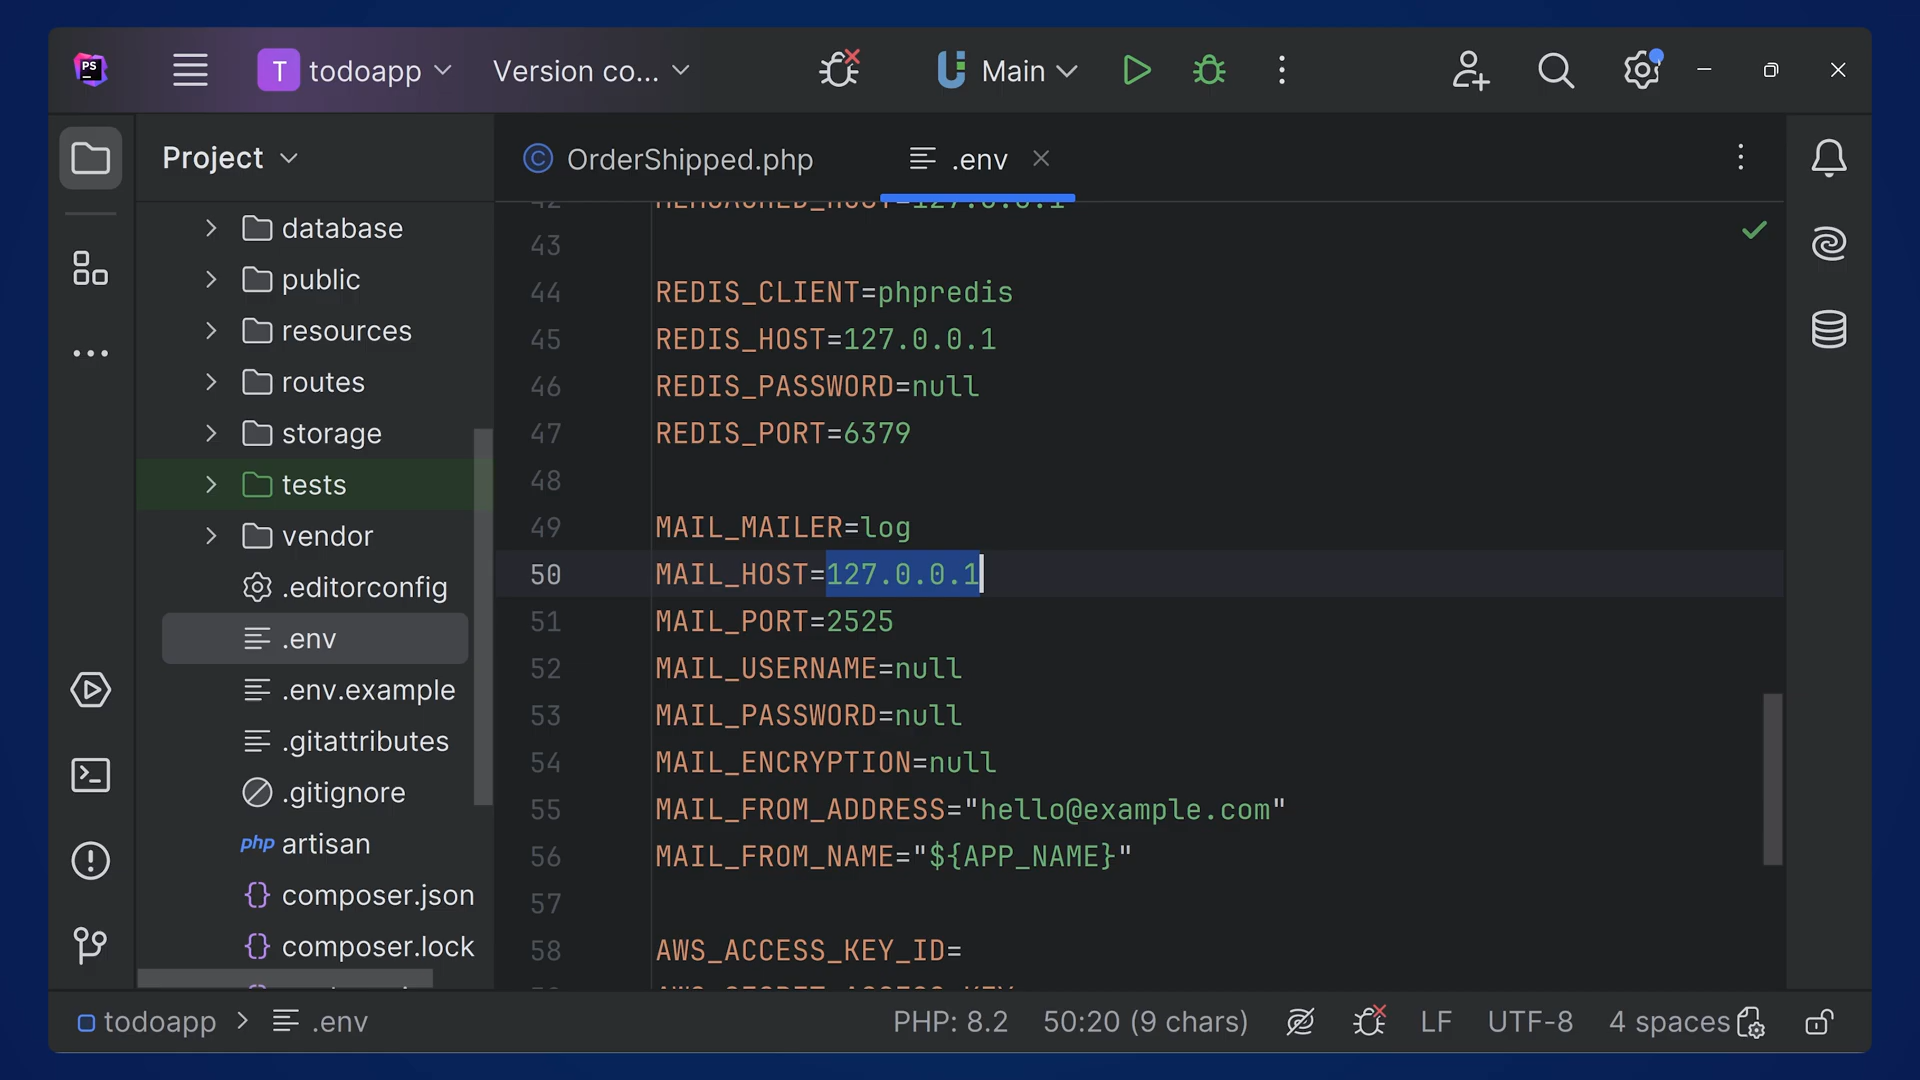 PS
T todoapp
Version co...
Main
Project
OrderShipped.php
.env
database
public
resources
routes
storage
tests
vendor
.editorconfig
.env
.env.example
.gitattributes
.gitignore
php artisan
{} composer.json
{} composer.lock
43
44 REDIS_CLIENT=phpredis
45 REDIS_HOST=127.0.0.1
46 REDIS_PASSWORD=null
47 REDIS_PORT=6379
48
49 MAIL_MAILER=log
50 MAIL_HOST=127.0.0.1
51 MAIL_PORT=2525
52 MAIL_USERNAME=null
53 MAIL_PASSWORD=null
54 MAIL_ENCRYPTION=null
55 MAIL_FROM_ADDRESS="hello@example.com"
56 MAIL_FROM_NAME="${APP_NAME}"
57
58 AWS_ACCESS_KEY_ID=
todoapp > .env
PHP: 8.2
50:20 (9 chars)
LF
UTF-8
4 spaces